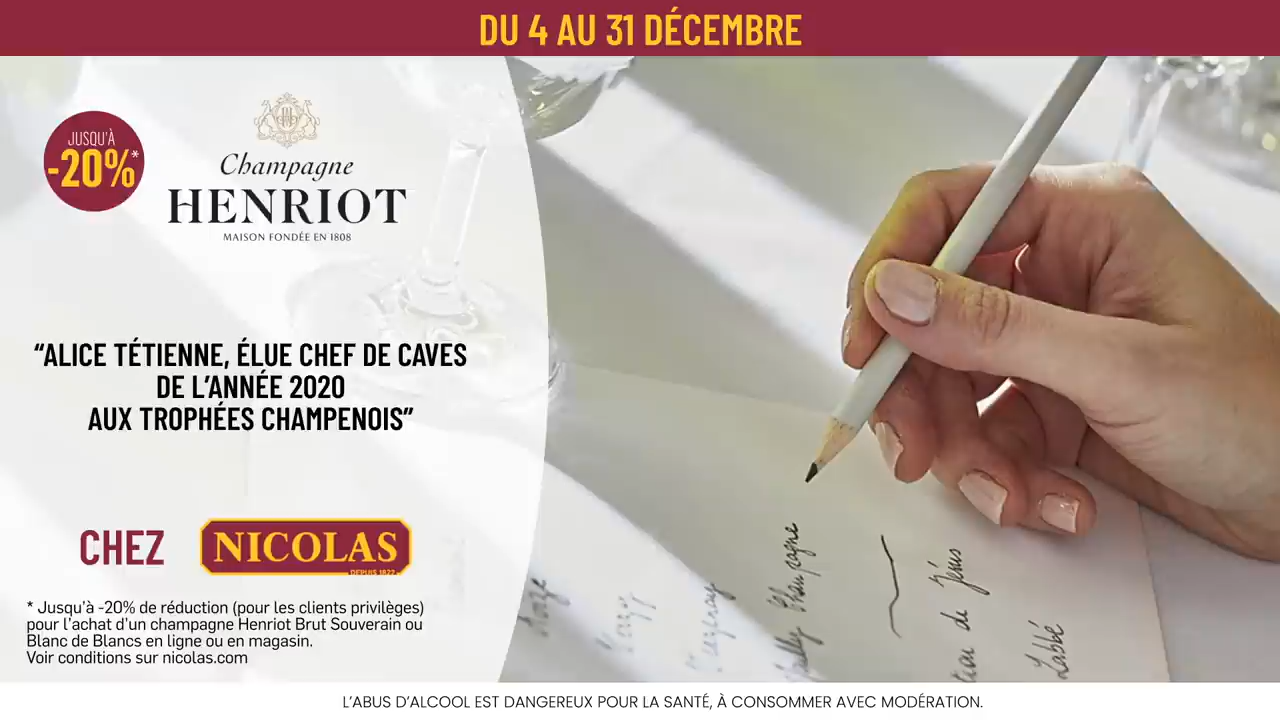 DU 4 AU 31 DÉCEMBRE
JUSQU'À
-20%*
Champagne
HENRIOT
MAISON FONDÉE EN 1808
“ALICE TÉTIENNE, ÉLUE CHEF DE CAVES
DE L’ANNÉE 2020
AUX TROPHÉES CHAMPENOIS”
CHEZ
NICOLAS
DEPUIS 1822
* Jusqu’à -20% de réduction (pour les clients privilèges)
pour l’achat d’un champagne Henriot Brut Souverain ou
Blanc de Blancs en ligne ou en magasin.
Voir conditions sur nicolas.com
Champagne
de Jésus
L’ABUS D’ALCOOL EST DANGEREUX POUR LA SANTÉ, À CONSOMMER AVEC MODÉRATION.